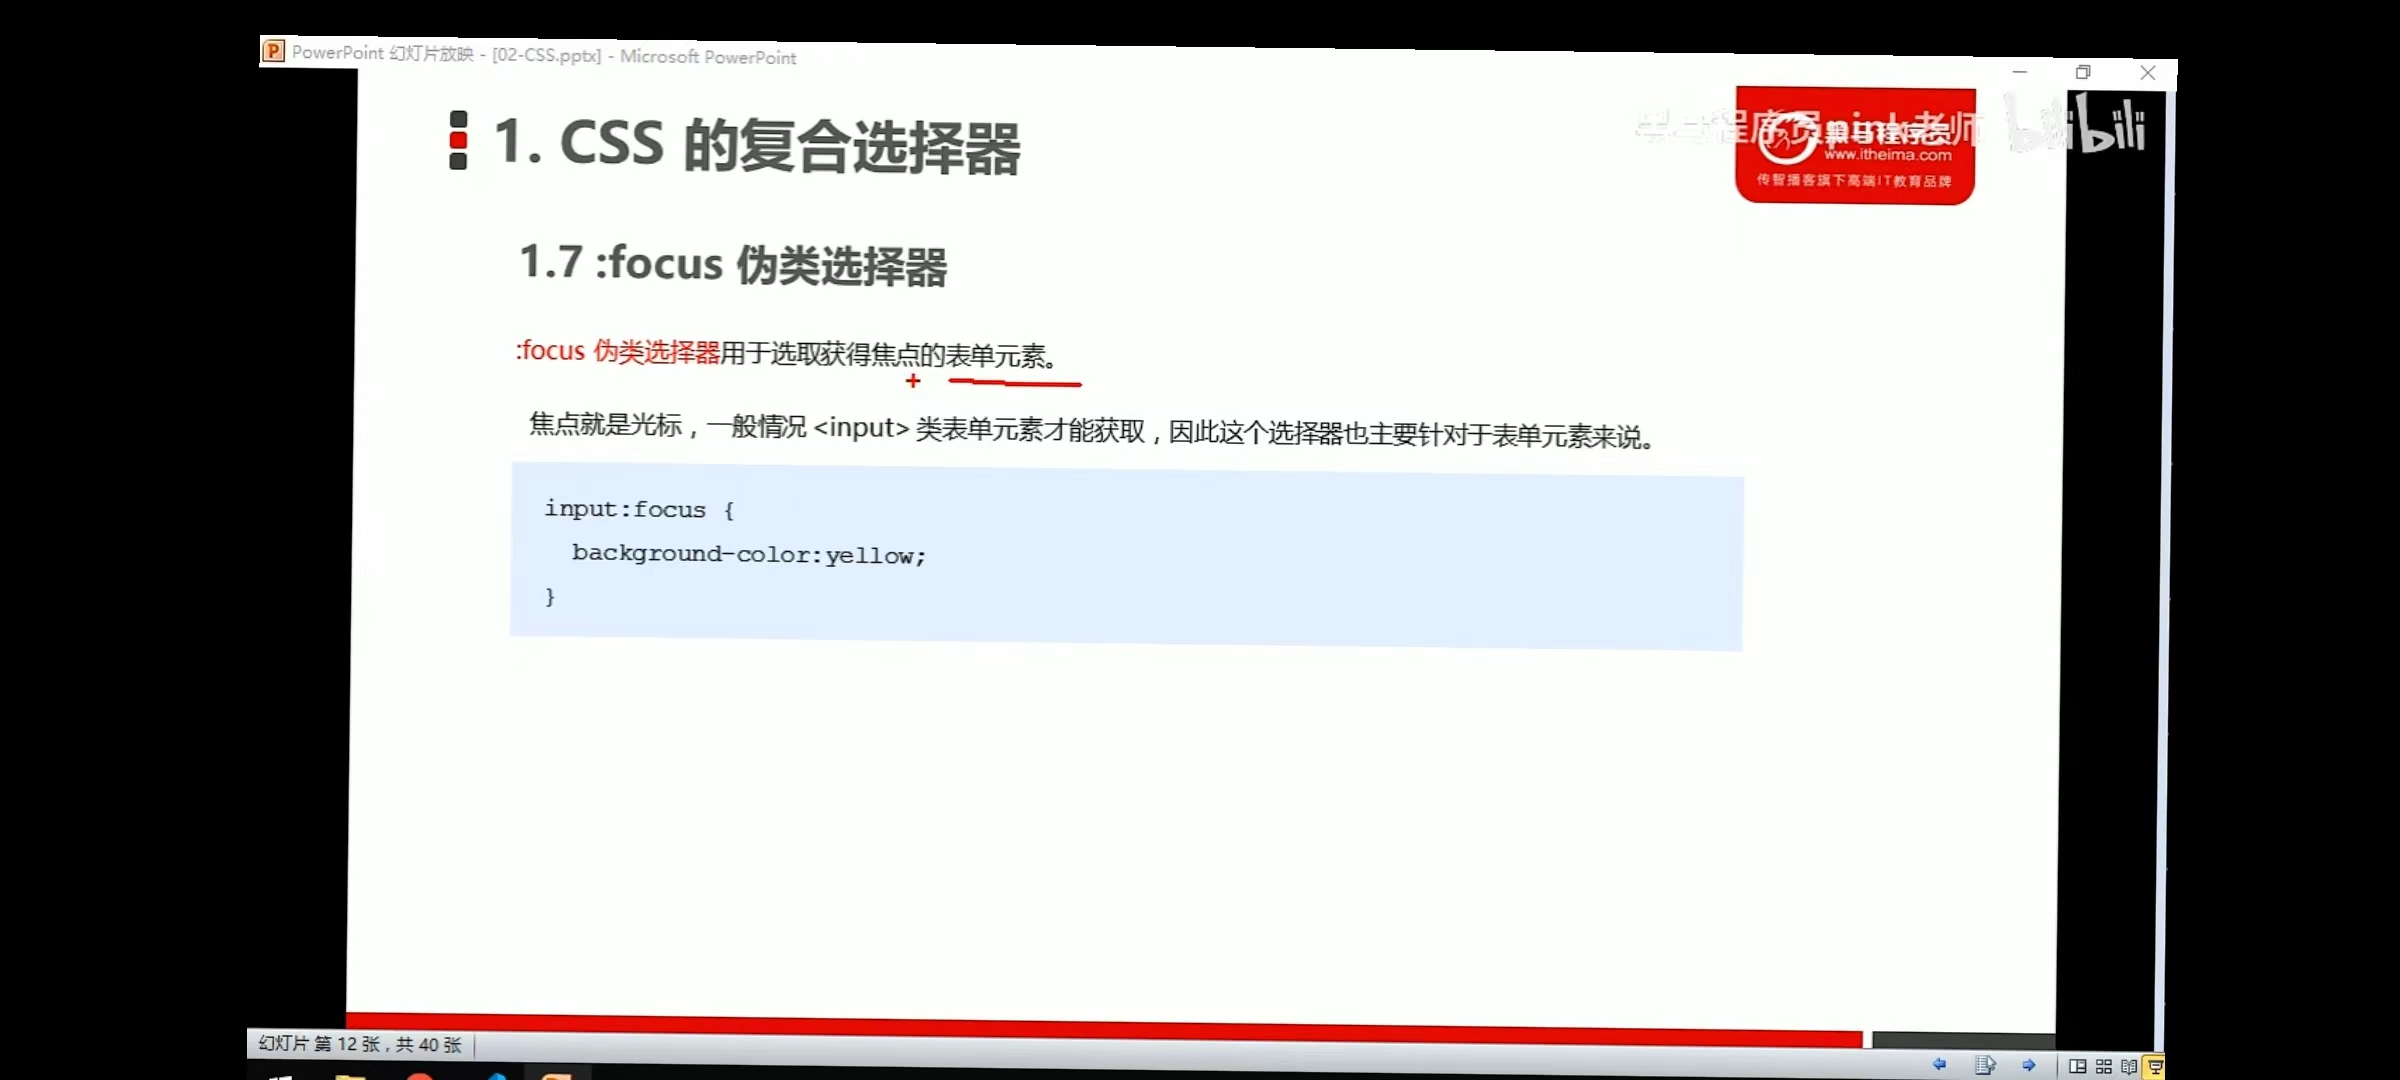 PowerPoint 幻灯片放映 - [02-CSS.pptx] - Microsoft PowerPoint
1. CSS 的复合选择器
黑马程序员pink老师 bilibili
黑马程序员
www.itheima.com
传智播客旗下高端IT教育品牌
1.7 :focus 伪类选择器
:focus 伪类选择器用于选取获得焦点的表单元素。
焦点就是光标，一般情况 <input> 类表单元素才能获取，因此这个选择器也主要针对于表单元素来说。
input:focus {
background-color:yellow;
}
幻灯片 第 12 张，共 40 张